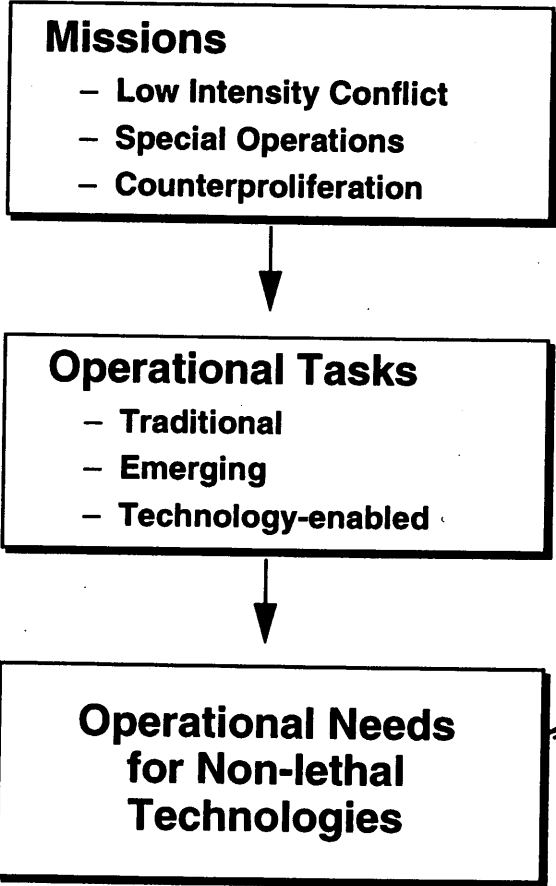 Missions
– Low Intensity Conflict
– Special Operations
– Counterproliferation
Operational Tasks
– Traditional
– Emerging
– Technology-enabled
Operational Needs
for Non-lethal
Technologies